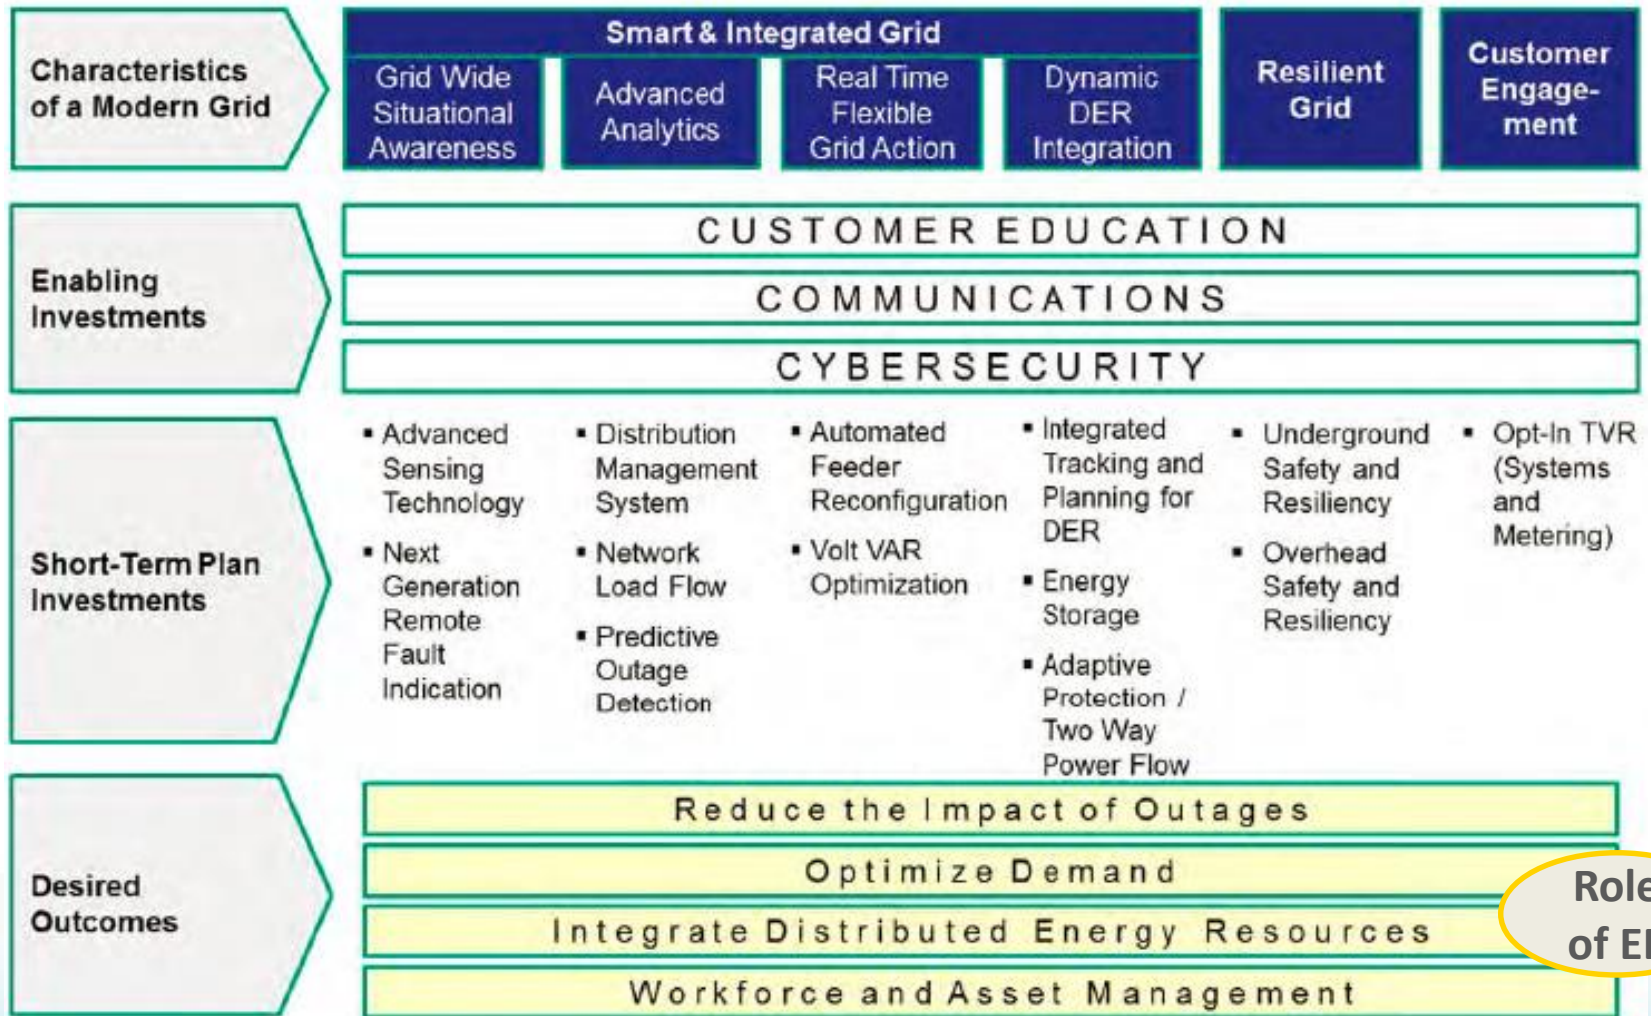 Characteristics
of a Modern Grid
Smart & Integrated Grid
Grid Wide
Situational
Awareness
Advanced
Analytics
Real Time
Flexible
Grid Action
Dynamic
DER
Integration
Resilient
Grid
Customer
Engage-
ment
Enabling
Investments
CUSTOMER EDUCATION
COMMUNICATIONS
CYBERSECURITY
Short-Term Plan
Investments
▪ Advanced
Sensing
Technology
▪ Next
Generation
Remote
Fault
Indication
▪ Distribution
Management
System
▪ Network
Load Flow
▪ Predictive
Outage
Detection
▪ Automated
Feeder
Reconfiguration
▪ Volt VAR
Optimization
▪ Integrated
Tracking and
Planning for
DER
▪ Energy
Storage
▪ Adaptive
Protection /
Two Way
Power Flow
▪ Underground
Safety and
Resiliency
▪ Overhead
Safety and
Resiliency
▪ Opt-In TVR
(Systems
and
Metering)
Desired
Outcomes
Reduce the Impact of Outages
Optimize Demand
Integrate Distributed Energy Resources
Workforce and Asset Management
Role
of